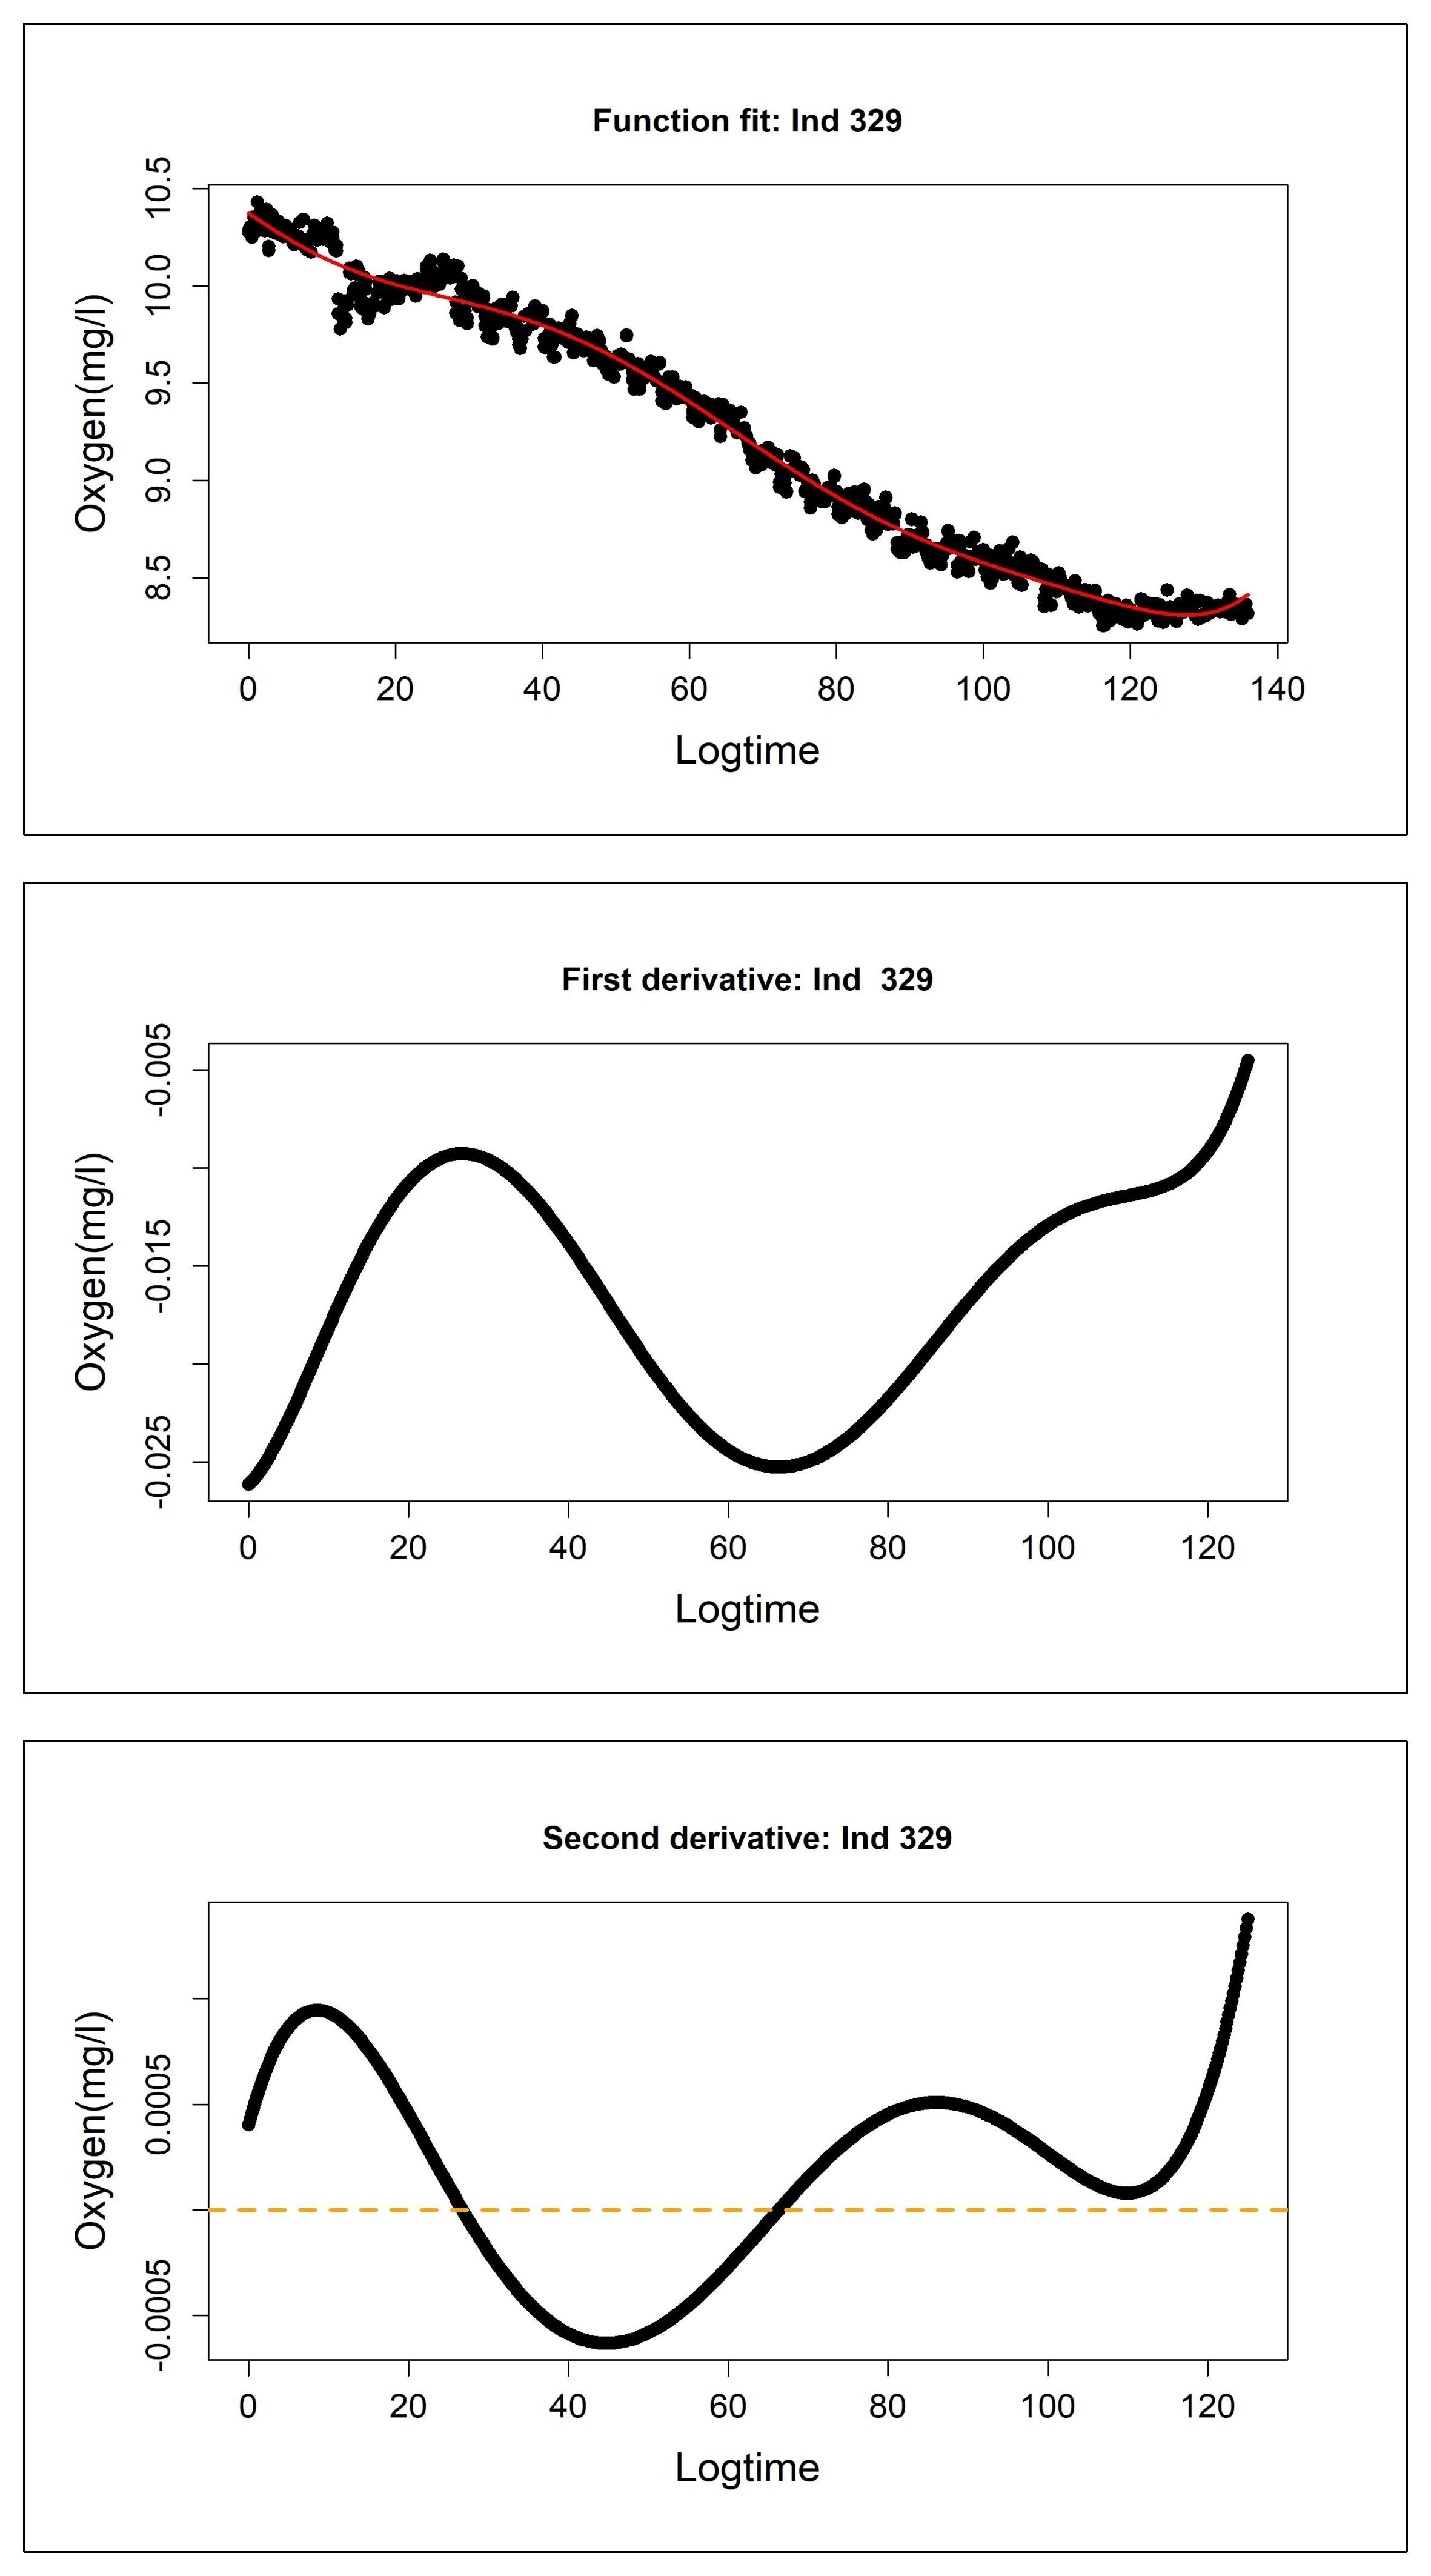 Function fit: Ind 329
Oxygen(mg/l)
10.5
10.0
9.5
9.0
8.5
0 20 40 60 80 100 120 140
Logtime
First derivative: Ind  329
Oxygen(mg/l)
-0.005
-0.015
-0.025
0 20 40 60 80 100 120
Logtime
Second derivative: Ind 329
Oxygen(mg/l)
0.0005
-0.0005
0 20 40 60 80 100 120
Logtime